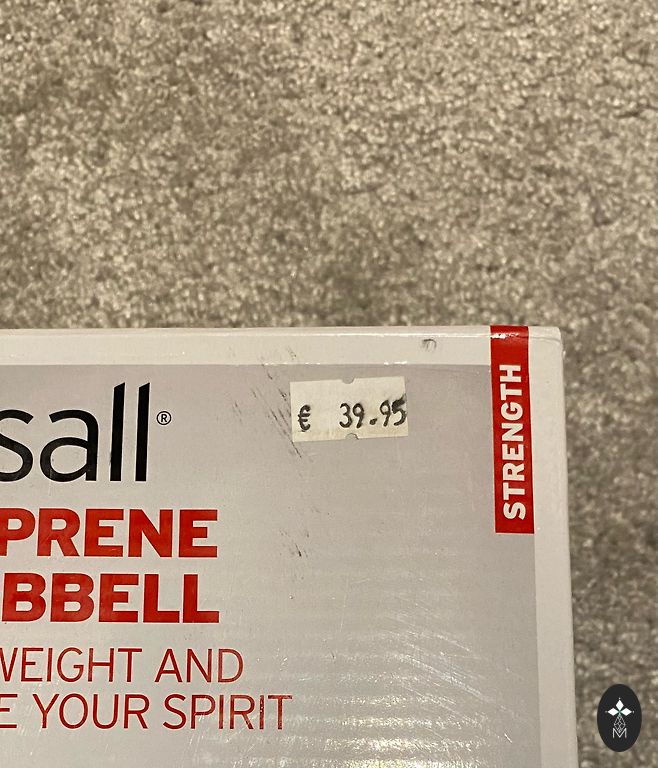 sall®
€ 39.95
STRENGTH
PRENE
BBELL
WEIGHT AND
E YOUR SPIRIT
M